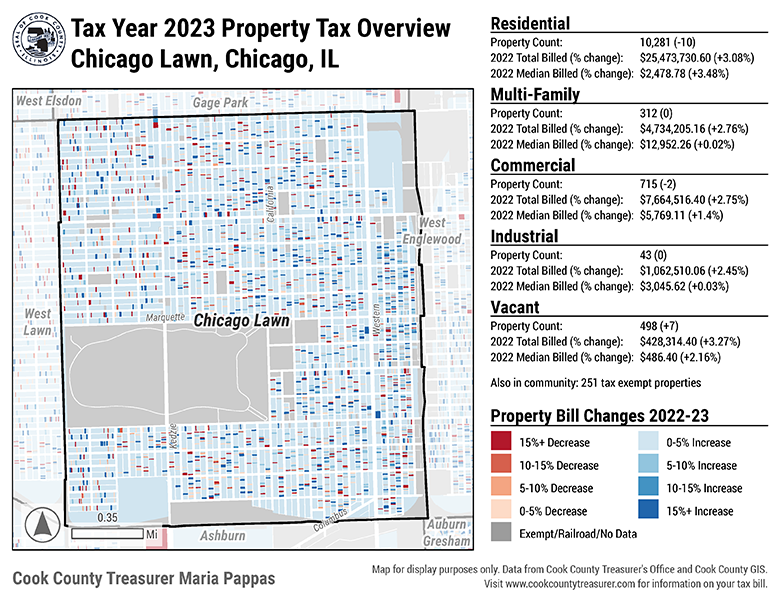 Tax Year 2023 Property Tax Overview
Chicago Lawn, Chicago, IL
West Elsdon
Gage Park
California
West
Englewood
West
Lawn
Marquette
Chicago Lawn
Western
Kedzie
0.35
Mi
Ashburn
Columbus
Auburn
Gresham
Residential
Property Count: 10,281 (-10)
2022 Total Billed (% change): $25,473,730.60 (+3.08%)
2022 Median Billed (% change): $2,478.78 (+3.48%)
Multi-Family
Property Count: 312 (0)
2022 Total Billed (% change): $4,734,205.16 (+2.76%)
2022 Median Billed (% change): $12,952.26 (+0.02%)
Commercial
Property Count: 715 (-2)
2022 Total Billed (% change): $7,664,516.40 (+2.75%)
2022 Median Billed (% change): $5,769.11 (+1.4%)
Industrial
Property Count: 43 (0)
2022 Total Billed (% change): $1,062,510.06 (+2.45%)
2022 Median Billed (% change): $3,045.62 (+0.03%)
Vacant
Property Count: 498 (+7)
2022 Total Billed (% change): $428,314.40 (+3.27%)
2022 Median Billed (% change): $486.40 (+2.16%)
Also in community: 251 tax exempt properties
Property Bill Changes 2022-23
15%+ Decrease
10-15% Decrease
5-10% Decrease
0-5% Decrease
Exempt/Railroad/No Data
0-5% Increase
5-10% Increase
10-15% Increase
15%+ Increase
Cook County Treasurer Maria Pappas
Map for display purposes only. Data from Cook County Treasurer's Office and Cook County GIS.
Visit www.cookcountytreasurer.com for information on your tax bill.